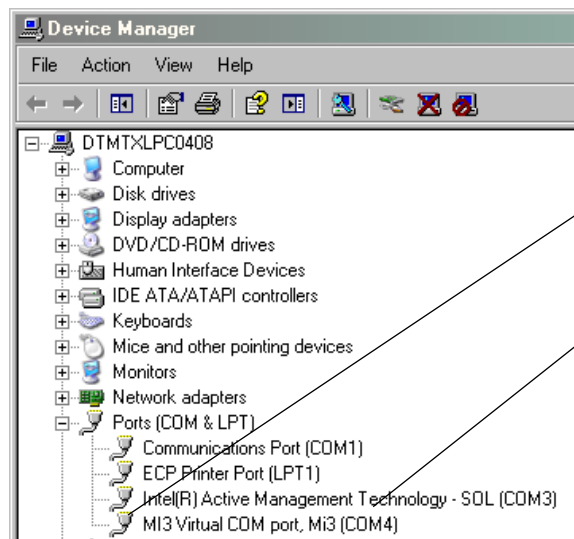 Device Manager
File Action View Help
DTMTXLPC0408
Computer
Disk drives
Display adapters
DVD/CD-ROM drives
Human Interface Devices
IDE ATA/ATAPI controllers
Keyboards
Mice and other pointing devices
Monitors
Network adapters
Ports (COM & LPT)
Communications Port (COM1)
ECP Printer Port (LPT1)
Intel(R) Active Management Technology - SOL (COM3)
MI3 Virtual COM port, Mi3 (COM4)